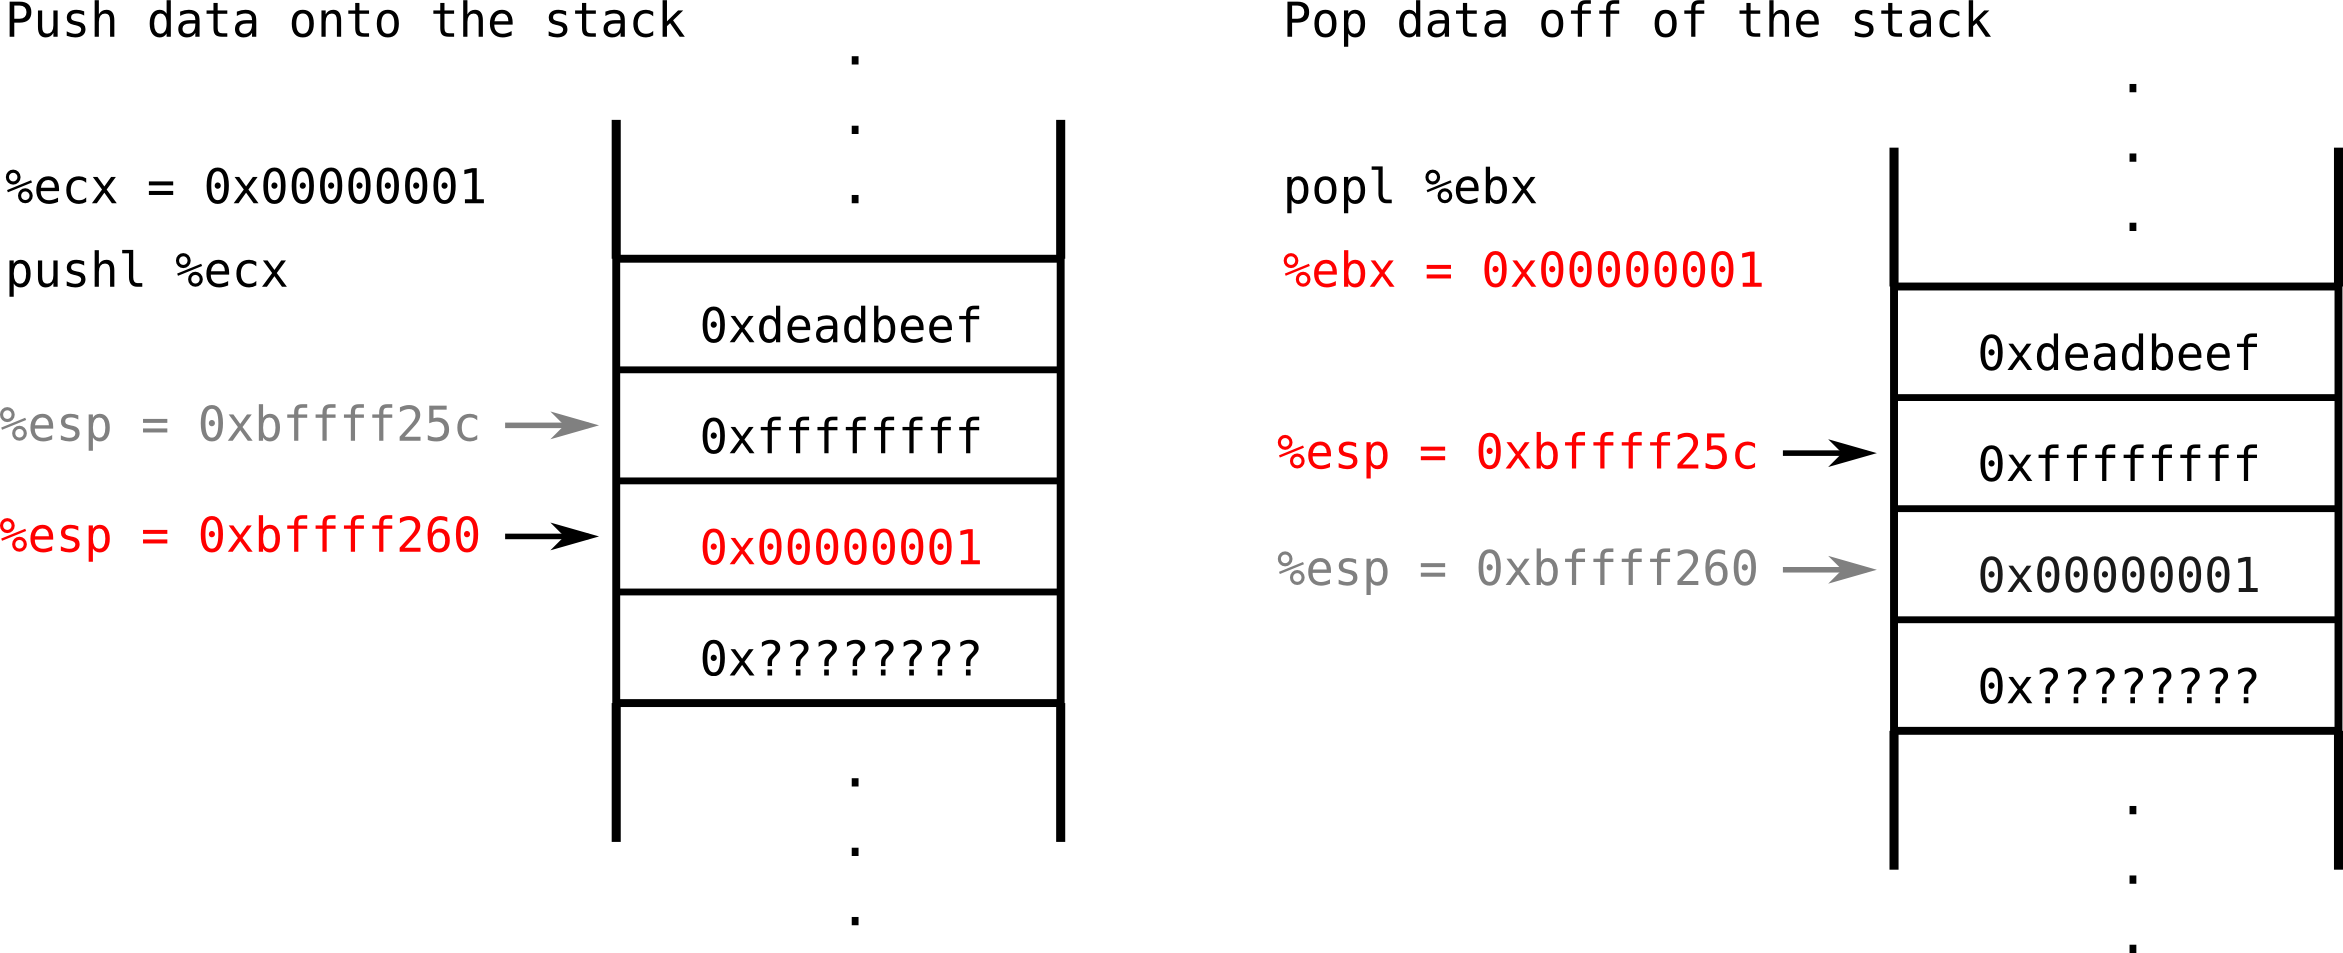 Push data onto the stack
%ecx = 0x00000001
pushl %ecx
0xdeadbeef
%esp = 0xbffff25c
0xffffffff
%esp = 0xbffff260
0x00000001
0x????????
Pop data off of the stack
popl %ebx
%ebx = 0x00000001
0xdeadbeef
%esp = 0xbffff25c
0xffffffff
%esp = 0xbffff260
0x00000001
0x????????